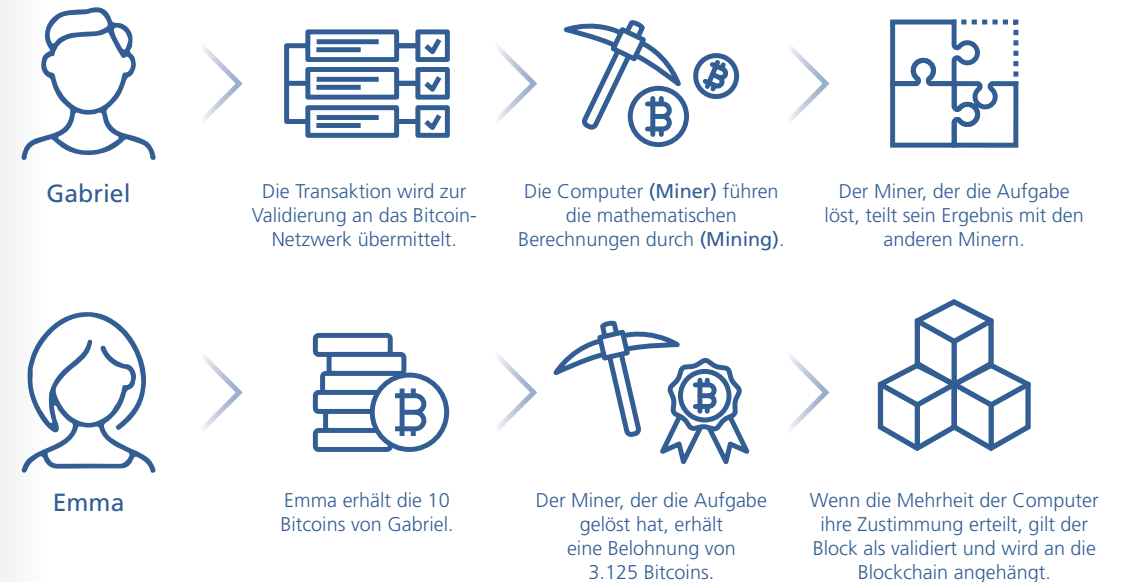 Gabriel
Die Transaktion wird zur
Validierung an das Bitcoin-
Netzwerk übermittelt.
Die Computer (Miner) führen
die mathematischen
Berechnungen durch (Mining).
Der Miner, der die Aufgabe
löst, teilt sein Ergebnis mit den
anderen Minern.
Emma
Emma erhält die 10
Bitcoins von Gabriel.
Der Miner, der die Aufgabe
gelöst hat, erhält
eine Belohnung von
3.125 Bitcoins.
Wenn die Mehrheit der Computer
ihre Zustimmung erteilt, gilt der
Block als validiert und wird an die
Blockchain angehängt.